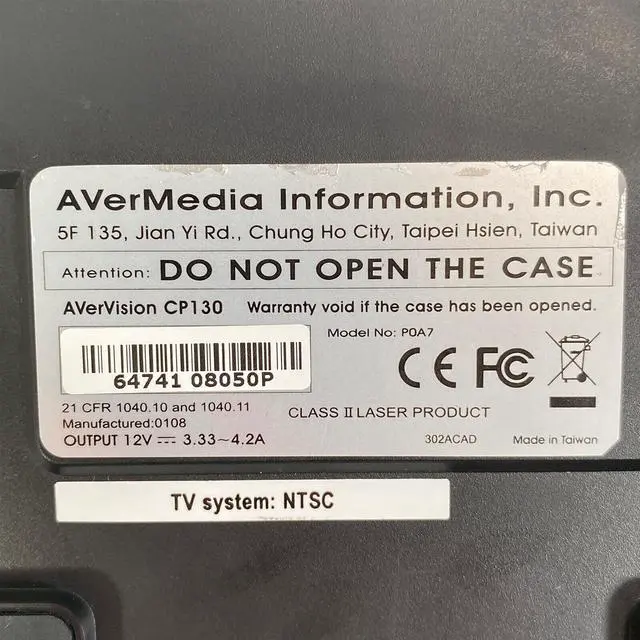 AVerMedia Information, Inc.
5F 135, Jian Yi Rd., Chung Ho City, Taipei Hsien, Taiwan
Attention: DO NOT OPEN THE CASE
AVerVision CP130 Warranty void if the case has been opened.
Model No: P0A7
64741 08050P
CE FC
21 CFR 1040.10 and 1040.11
CLASS II LASER PRODUCT
Manufactured:0108
OUTPUT 12V ⎓ 3.33~4.2A
302ACAD
Made in Taiwan
TV system: NTSC